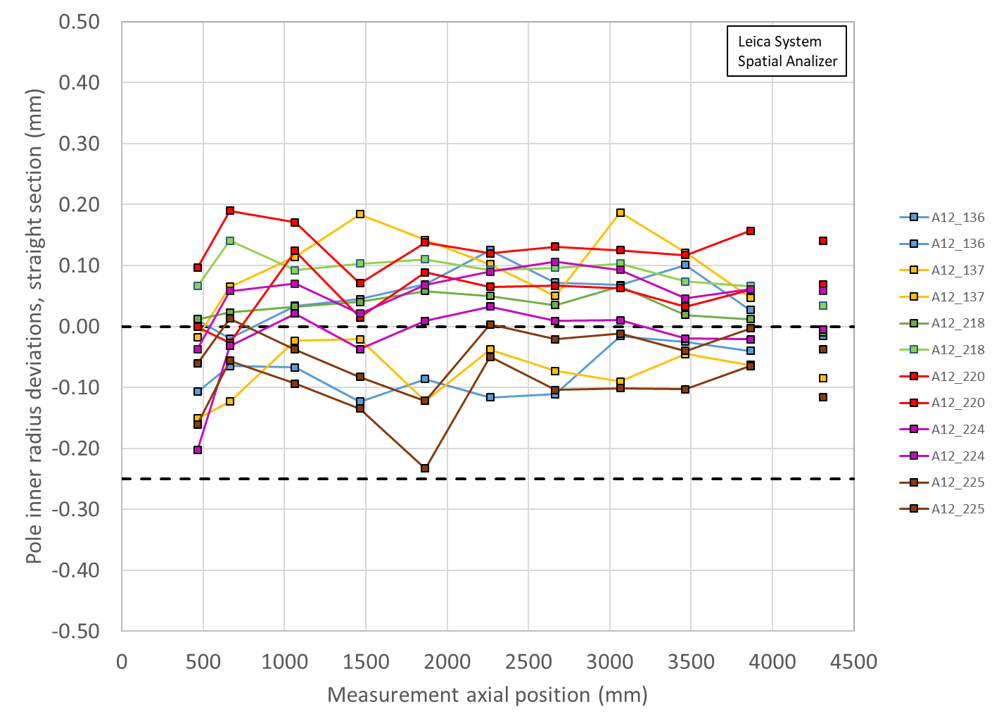 0.50
0.40
0.30
0.20
0.10
0.00
-0.10
-0.20
-0.30
-0.40
-0.50
Pole inner radius deviations, straight section (mm)
Leica System
Spatial Analizer
0 500 1000 1500 2000 2500 3000 3500 4000 4500
Measurement axial position (mm)
A12_136
A12_136
A12_137
A12_137
A12_218
A12_218
A12_220
A12_220
A12_224
A12_224
A12_225
A12_225